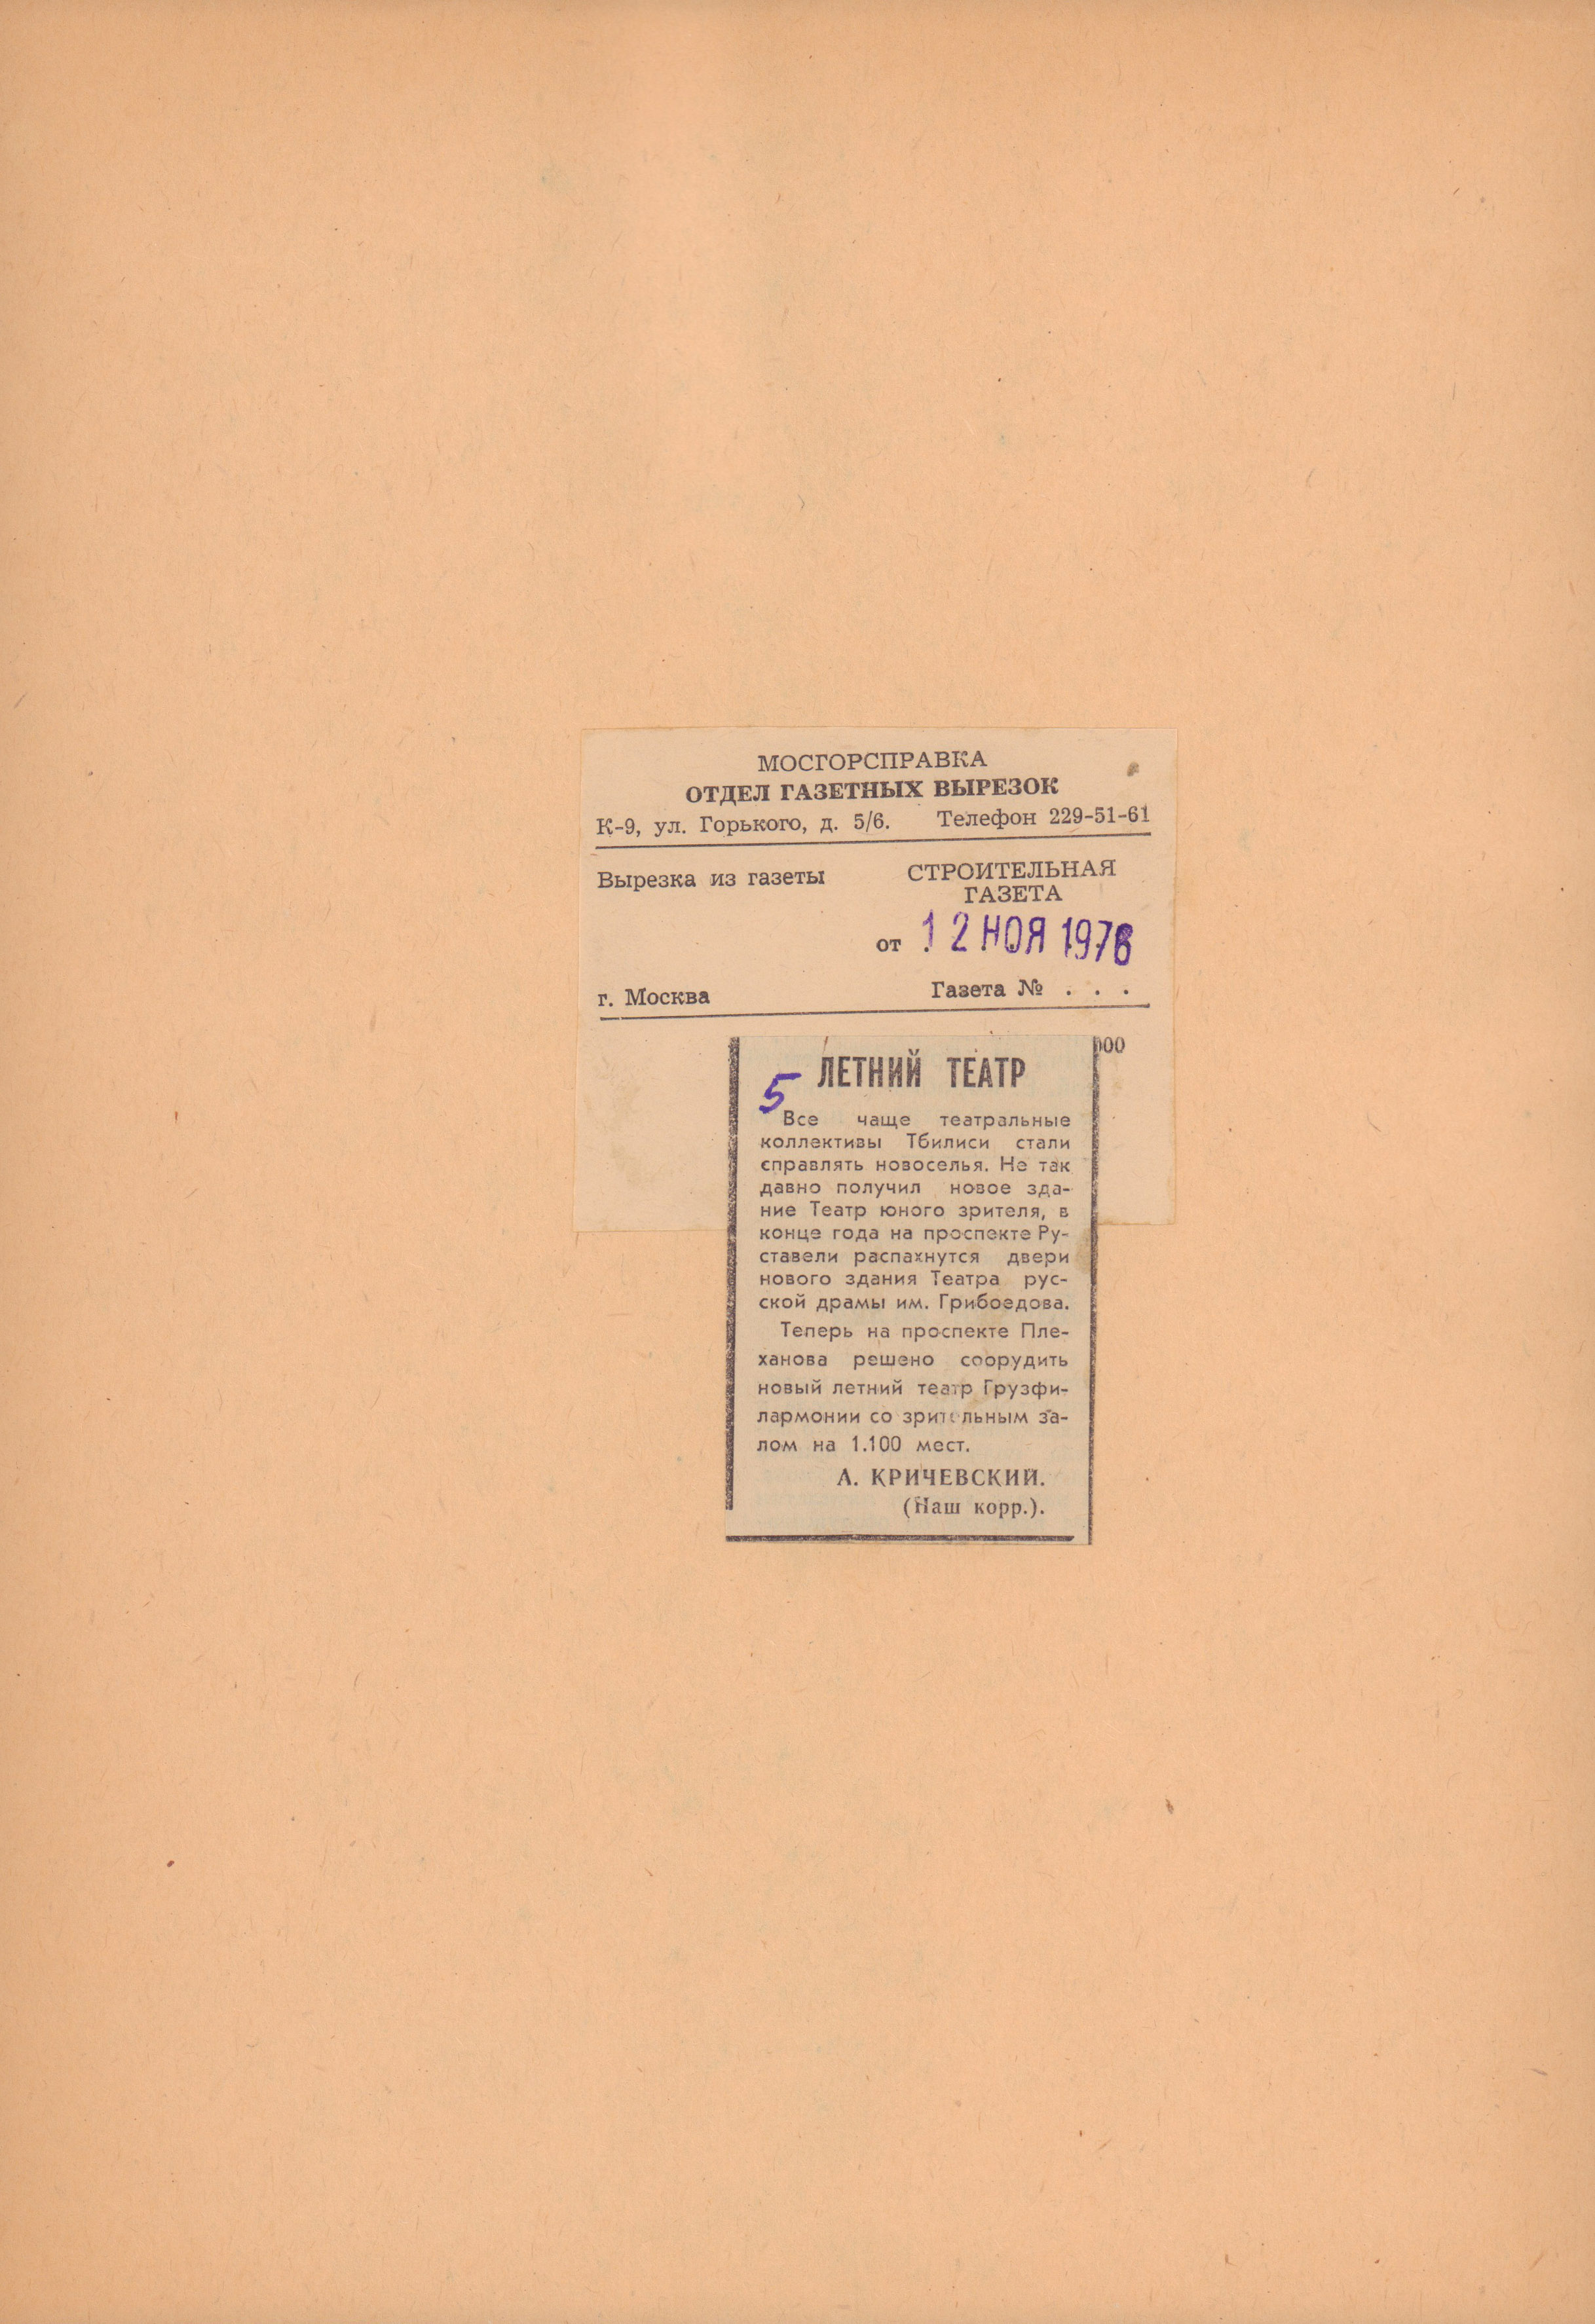 МОСГОРСПРАВКА
ОТДЕЛ ГАЗЕТНЫХ ВЫРЕЗОК
К-9, ул. Горького, д. 5/6. Телефон 229-51-61
Вырезка из газеты
СТРОИТЕЛЬНАЯ
ГАЗЕТА
от 12 НОЯ 1976
г. Москва
Газета № . . .
000
ЛЕТНИЙ ТЕАТР
5
Все чаще театральные
коллективы Тбилиси стали
справлять новоселья. Не так
давно получил новое зда-
ние Театр юного зрителя, в
конце года на проспекте Ру-
ставели распахнутся двери
нового здания Театра рус-
ской драмы им. Грибоедова.
Теперь на проспекте Пле-
ханова решено соорудить
новый летний театр Грузфи-
лармонии со зрительным за-
лом на 1.100 мест.
А. КРИЧЕВСКИЙ.
(Наш корр.).